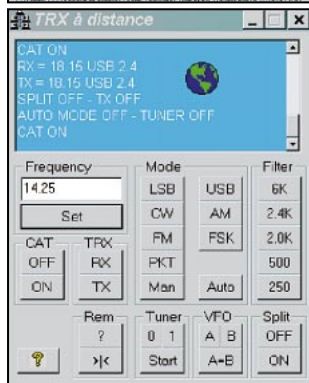 TRX à distance
CAT ON
RX = 18.15 USB 2.4
TX = 18.15 USB 2.4
SPLIT OFF - TX OFF
AUTO MODE OFF - TUNER OFF
CAT ON
Frequency
14.25
Set
Mode
LSB USB
CW AM
FM FSK
PKT
Man Auto
Filter
6K
2.4K
2.0K
500
250
CAT
OFF
ON
TRX
RX
TX
Rem
?
>|<
Tuner
0 1
Start
VFO
A B
A=B
Split
OFF
ON
?